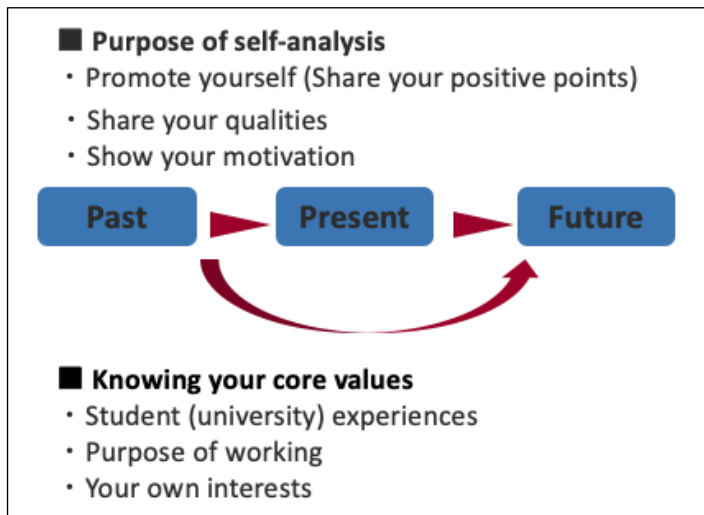 ■ Purpose of self-analysis
・Promote yourself (Share your positive points)
・Share your qualities
・Show your motivation
Past Present Future
■ Knowing your core values
・Student (university) experiences
・Purpose of working
・Your own interests